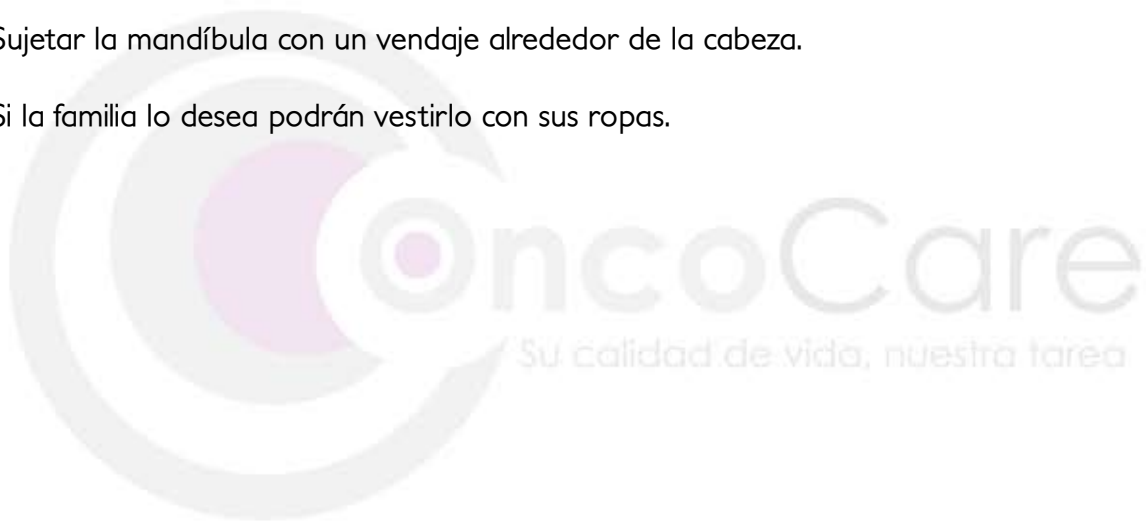 Sujetar la mandíbula con un vendaje alrededor de la cabeza.
Si la familia lo desea podrán vestirlo con sus ropas.
OncoCare
Su calidad de vida, nuestra tarea